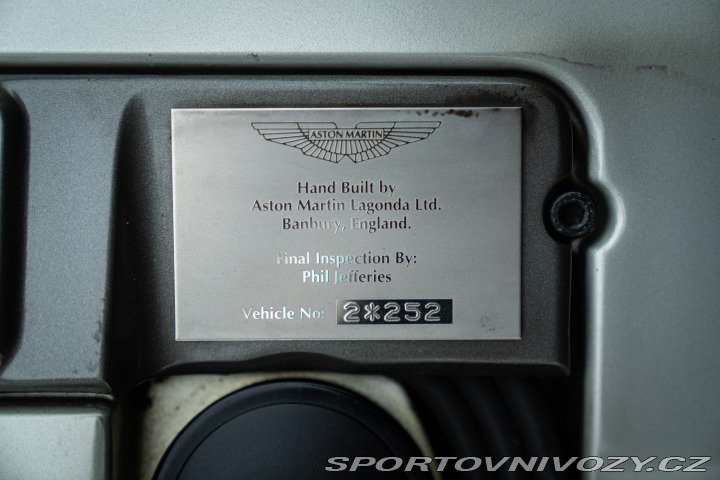 ASTON MARTIN
Hand Built by
Aston Martin Lagonda Ltd.
Banbury, England.
Final Inspection By:
Phil Jefferies
Vehicle No: 2*252
SPORTOVNIVOZY.CZ